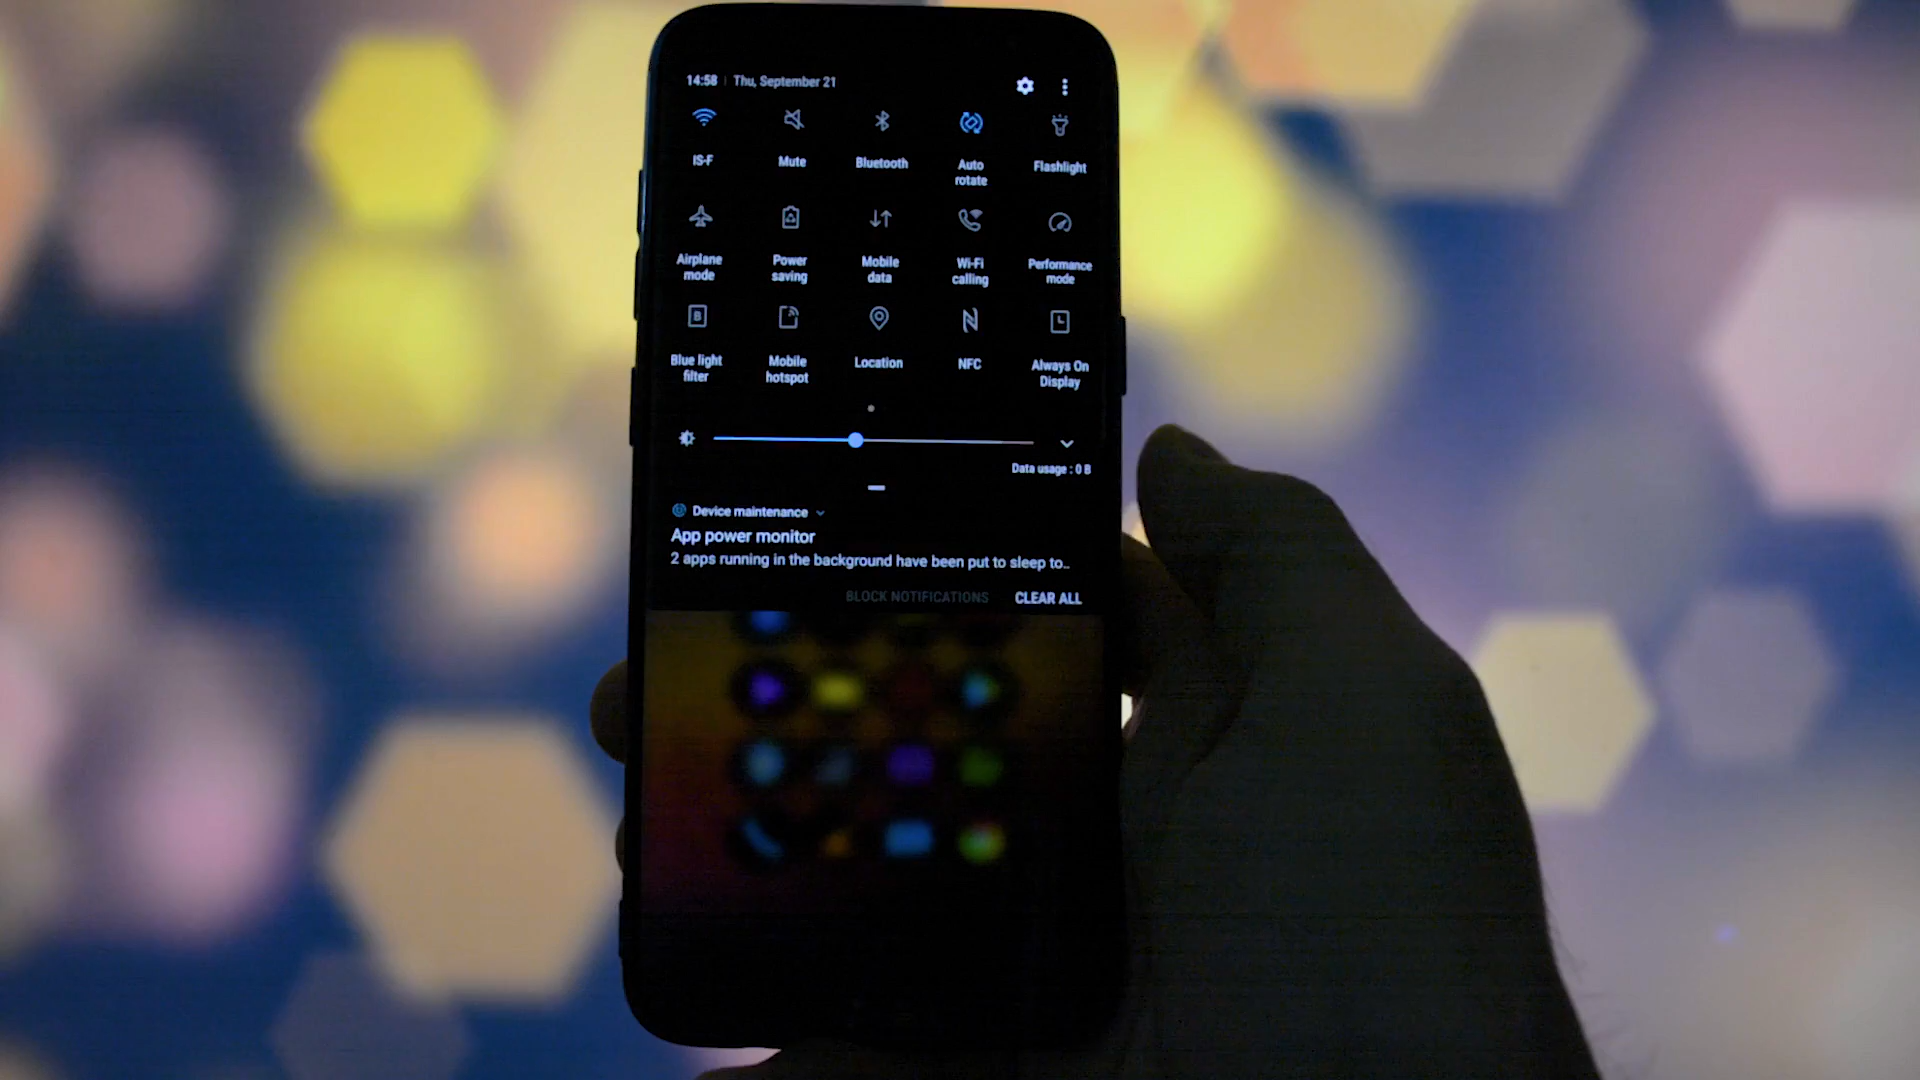 14:58 | Thu, September 21
IS-F
Mute
Bluetooth
Auto
rotate
Flashlight
Airplane
mode
Power
saving
Mobile
data
Wi-Fi
calling
Performance
mode
B
Blue light
filter
Mobile
hotspot
Location
NFC
Always On
Display
Data usage : 0 B
Device maintenance
App power monitor
2 apps running in the background have been put to sleep to..
BLOCK NOTIFICATIONS
CLEAR ALL